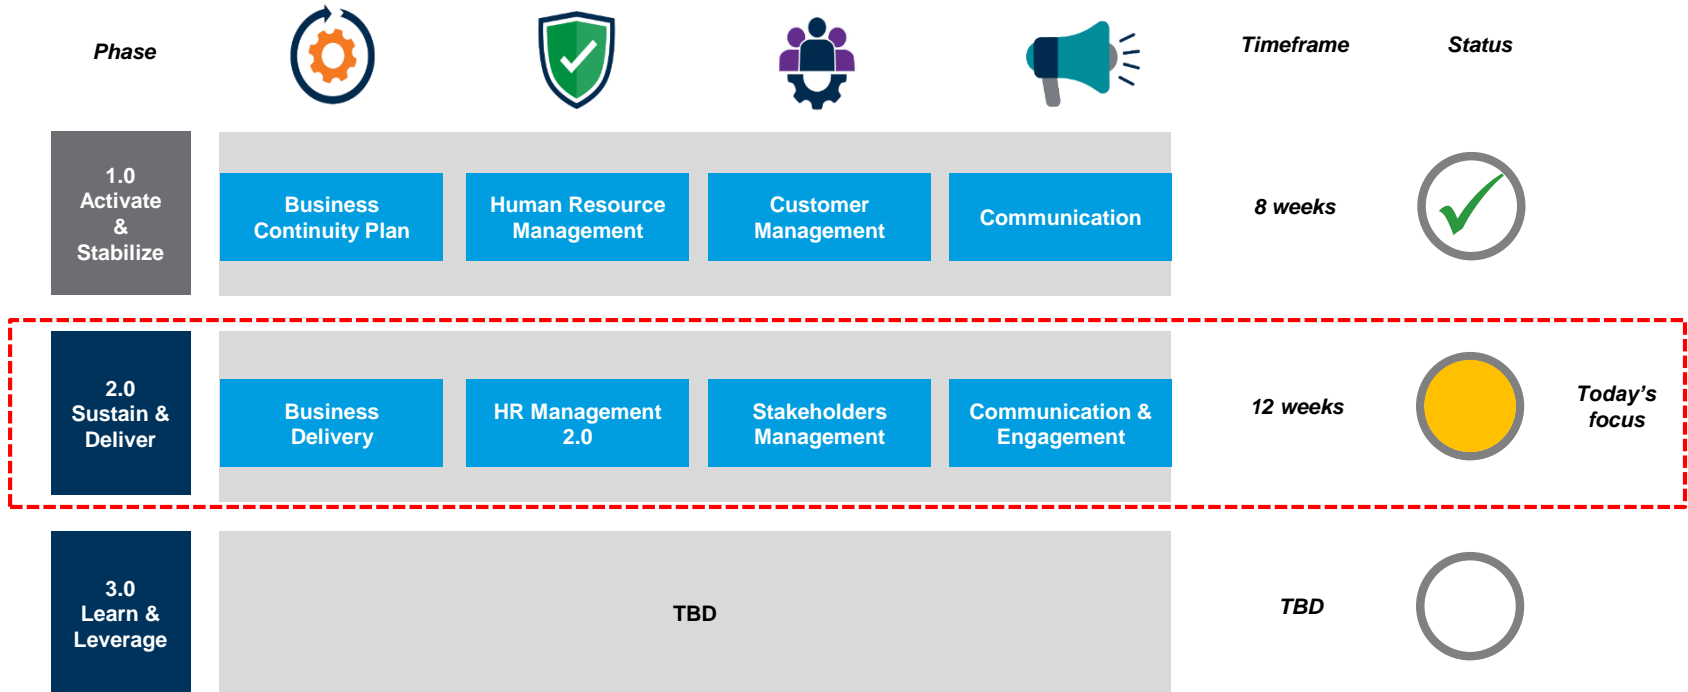 Phase
Timeframe
Status
1.0
Activate
&
Stabilize
Business
Continuity Plan
Human Resource
Management
Customer
Management
Communication
8 weeks
2.0
Sustain &
Deliver
Business
Delivery
HR Management
2.0
Stakeholders
Management
Communication &
Engagement
12 weeks
Today’s
focus
3.0
Learn &
Leverage
TBD
TBD